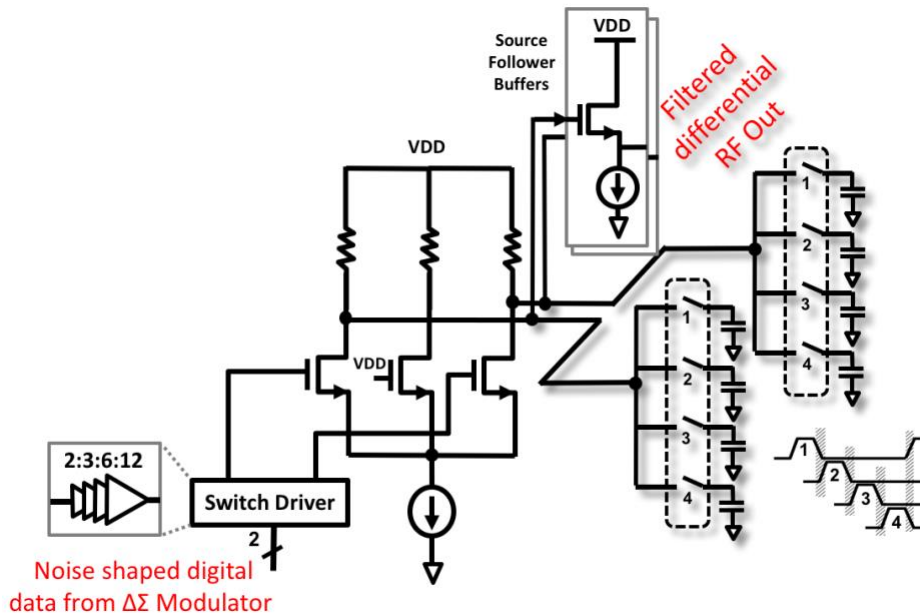 Source
Follower
Buffers
VDD
Filtered
differential
RF Out
VDD
VDD
1
2
3
4
1
2
3
4
2:3:6:12
Switch Driver
2
Noise shaped digital
data from ΔΣ Modulator
1
2
3
4